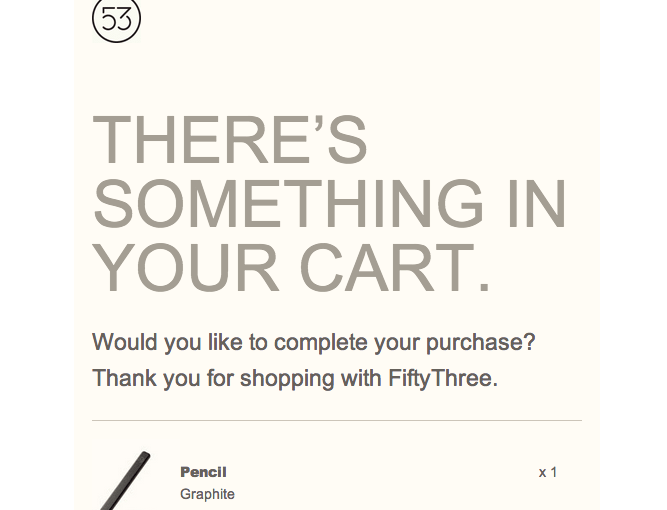 53
THERE’S
SOMETHING IN
YOUR CART.
Would you like to complete your purchase?
Thank you for shopping with FiftyThree.
Pencil x 1
Graphite